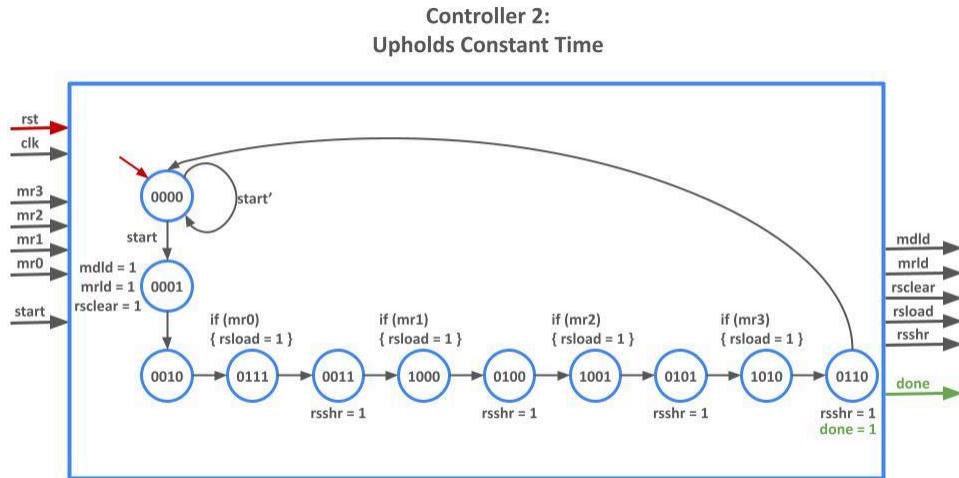 Controller 2:
Upholds Constant Time
rst
clk
mr3
mr2
mr1
mr0
start
0000
start’
start
mdld = 1
mrld = 1
rsclear = 1
0001
if (mr0)
{ rsload = 1 }
if (mr1)
{ rsload = 1 }
if (mr2)
{ rsload = 1 }
if (mr3)
{ rsload = 1 }
0010
0111
0011
1000
0100
1001
0101
1010
0110
rsshr = 1
rsshr = 1
rsshr = 1
rsshr = 1
done = 1
mdld
mrld
rsclear
rsload
rsshr
done